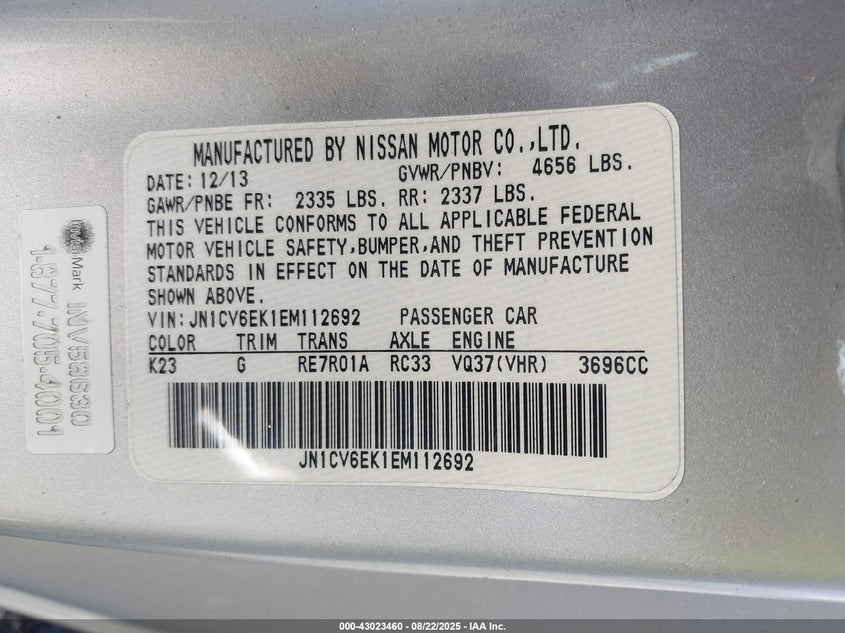 MANUFACTURED BY NISSAN MOTOR CO.,LTD.
DATE: 12/13 GVWR/PNBV: 4656 LBS.
GAWR/PNBE FR: 2335 LBS. RR: 2337 LBS.
THIS VEHICLE CONFORMS TO ALL APPLICABLE FEDERAL
MOTOR VEHICLE SAFETY,BUMPER,AND THEFT PREVENTION
STANDARDS IN EFFECT ON THE DATE OF MANUFACTURE
SHOWN ABOVE.
VIN:JN1CV6EK1EM112692 PASSENGER CAR
COLOR TRIM TRANS AXLE ENGINE
K23 G RE7R01A RC33 VQ37(VHR) 3696CC
JN1CV6EK1EM112692
Mark
1.877.705.4001
000-43023460 - 08/22/2025 - IAA Inc.